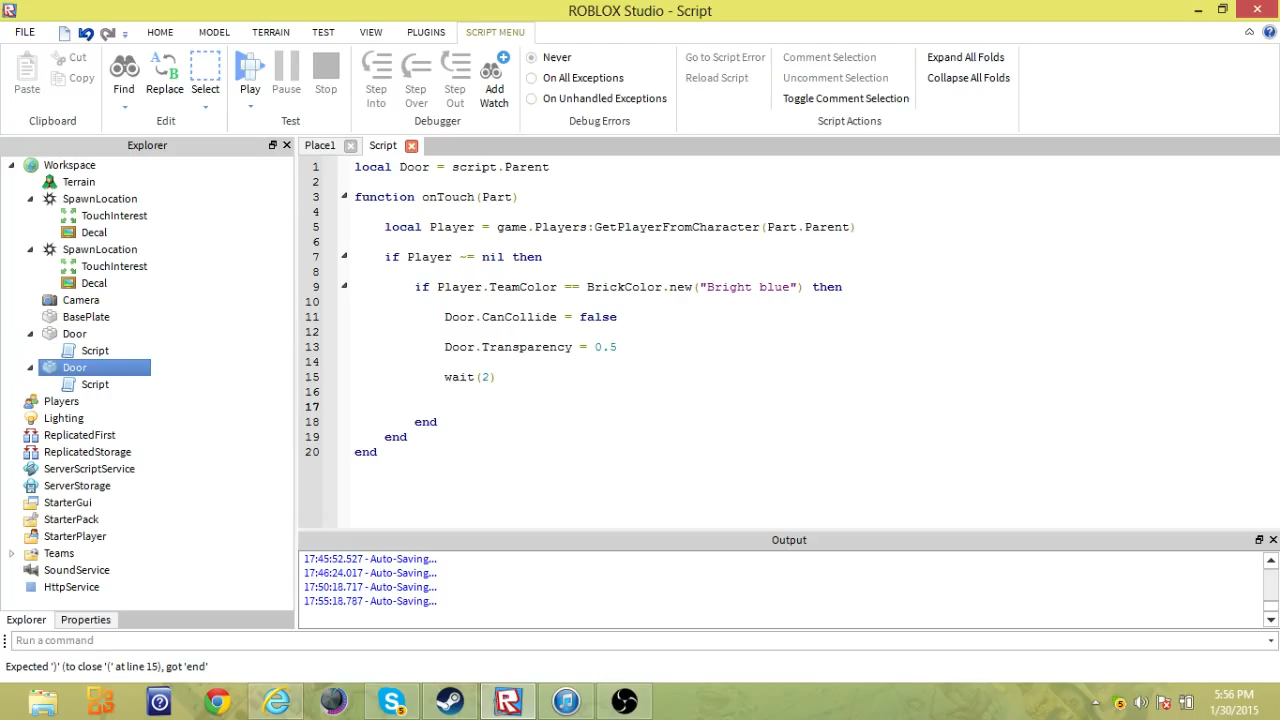 ROBLOX Studio - Script
FILE HOME MODEL TERRAIN TEST VIEW PLUGINS SCRIPT MENU
Paste
Cut
Copy
Clipboard
Find
Replace
Select
Edit
Play
Pause
Stop
Test
Step Into
Step Over
Step Out
Add Watch
Debugger
Never
On All Exceptions
On Unhandled Exceptions
Debug Errors
Go to Script Error
Reload Script
Comment Selection
Uncomment Selection
Toggle Comment Selection
Script Actions
Expand All Folds
Collapse All Folds
Explorer
Workspace
Terrain
SpawnLocation
TouchInterest
Decal
SpawnLocation
TouchInterest
Decal
Camera
BasePlate
Door
Script
Door
Script
Players
Lighting
ReplicatedFirst
ReplicatedStorage
ServerScriptService
ServerStorage
StarterGui
StarterPack
StarterPlayer
Teams
SoundService
HttpService
Explorer Properties
Place1 Script
1 local Door = script.Parent
2
3 function onTouch(Part)
4
5 local Player = game.Players:GetPlayerFromCharacter(Part.Parent)
6
7 if Player ~= nil then
8
9 if Player.TeamColor == BrickColor.new("Bright blue") then
10
11 Door.CanCollide = false
12
13 Door.Transparency = 0.5
14
15 wait(2)
16
17
18 end
19 end
20 end
Output
17:45:52.527 - Auto-Saving...
17:46:24.017 - Auto-Saving...
17:50:18.717 - Auto-Saving...
17:55:18.787 - Auto-Saving...
Run a command
Expected ')' (to close '(' at line 15), got 'end'
5:56 PM
1/30/2015